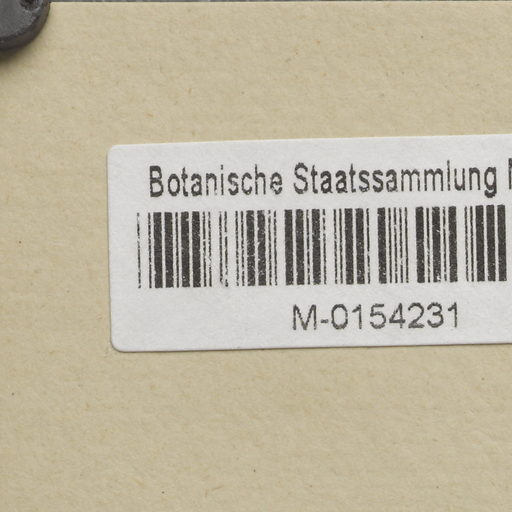 Botanische Staatssammlung
M-0154231